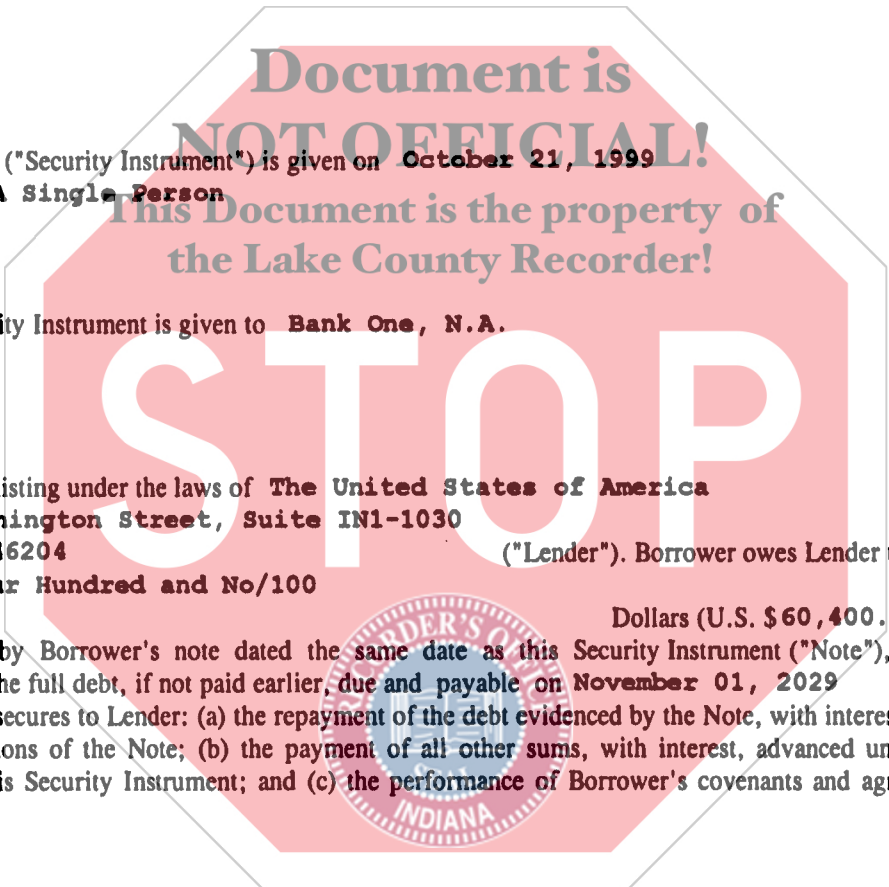 Document is
NOT OFFICIAL!
("Security Instrument") is given on October 21, 1999
A Single Person
This Document is the property of
the Lake County Recorder!
ity Instrument is given to Bank One, N.A.
STOP
isting under the laws of The United States of America
hington Street, Suite IN1-1030
46204 ("Lender"). Borrower owes Lender
r Hundred and No/100
Dollars (U.S. $60,400.
by Borrower's note dated the same date as this Security Instrument ("Note"),
he full debt, if not paid earlier, due and payable on November 01, 2029
secures to Lender: (a) the repayment of the debt evidenced by the Note, with interes
ons of the Note; (b) the payment of all other sums, with interest, advanced un
is Security Instrument; and (c) the performance of Borrower's covenants and agr
RECORDER'S OFFICE
INDIANA